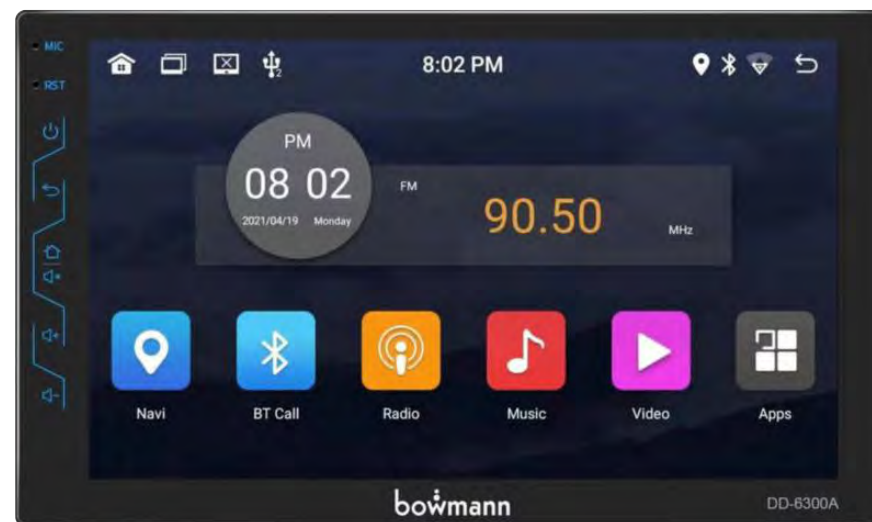 MIC
RST
2
8:02 PM
PM
08 02
2021/04/19 Monday
FM
90.50
MHz
Navi
BT Call
Radio
Music
Video
Apps
bowmann
DD-6300A